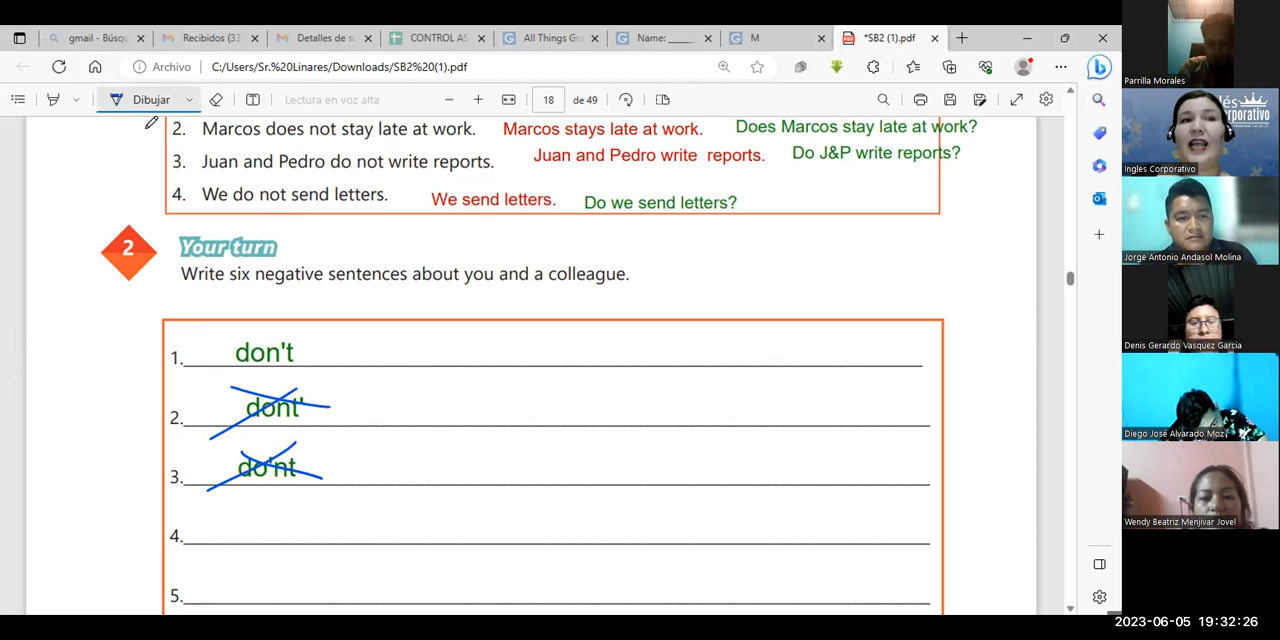 gmail - Búsqu
Recibidos (33
Detalles de su
CONTROL AS
All Things Gra
Name: ____
M
*SB2 (1).pdf
Archivo C:/Users/Sr.%20Linares/Downloads/SB2%20(1).pdf
Dibujar
Lectura en voz alta
18 de 49
2. Marcos does not stay late at work. Marcos stays late at work. Does Marcos stay late at work?
3. Juan and Pedro do not write reports. Juan and Pedro write reports. Do J&P write reports?
4. We do not send letters. We send letters. Do we send letters?
2 Your turn
Write six negative sentences about you and a colleague.
1. don't
2. dont'
3. do'nt
4.
5.
Parrilla Morales
lés
orporativo
Ingles Corporativo
Jorge Antonio Andasol Molina
Denis Gerardo Vasquez Garcia
Diego José Alvarado Moz
Wendy Beatriz Menjivar Jovel
2023-06-05 19:32:26